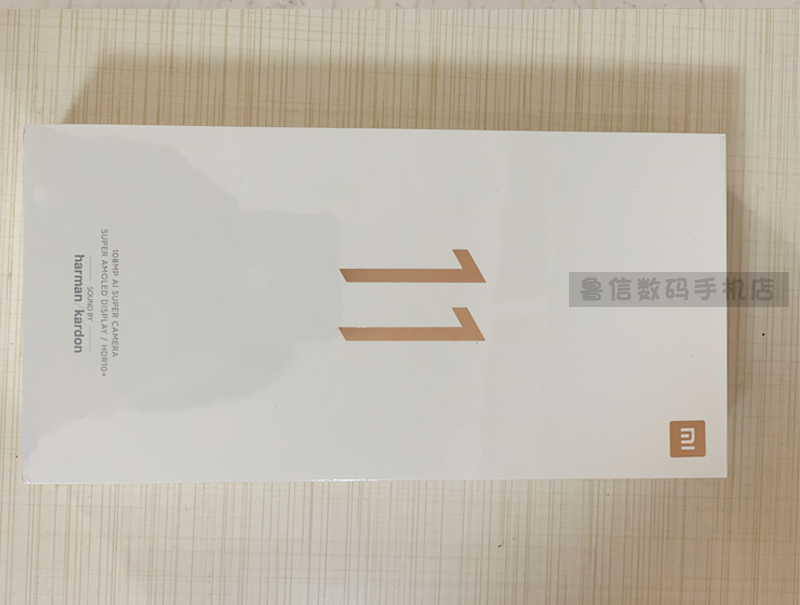 MI
11
108MP AI SUPER CAMERA
SUPER AMOLED DISPLAY / HDR10+
SOUND BY
harman / kardon
鲁信数码手机店